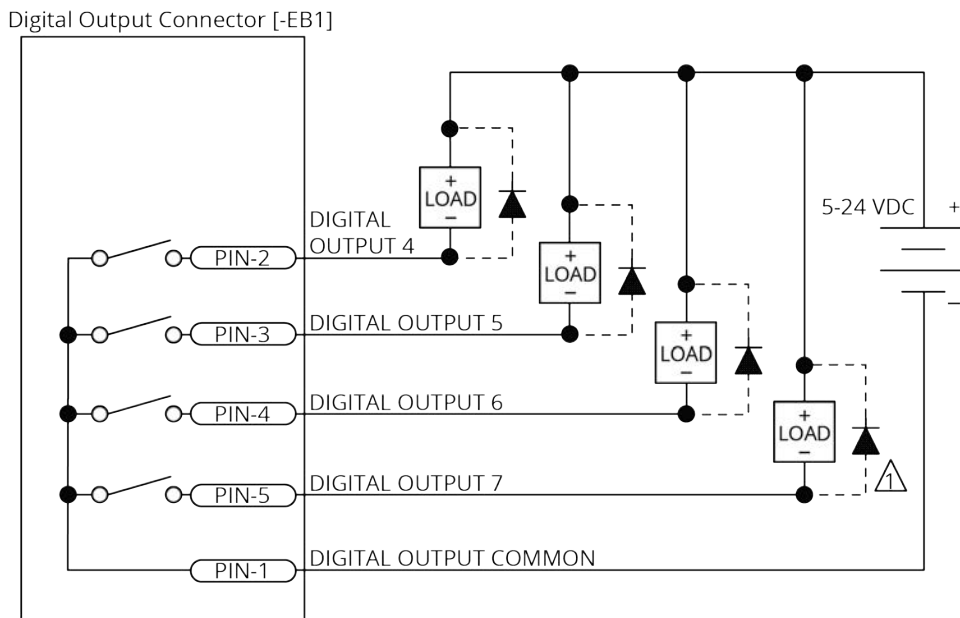 Digital Output Connector [-EB1]
+
LOAD
–
5-24 VDC
+
–
DIGITAL
OUTPUT 4
PIN-2
+
LOAD
–
DIGITAL OUTPUT 5
PIN-3
+
LOAD
–
DIGITAL OUTPUT 6
PIN-4
+
LOAD
–
1
DIGITAL OUTPUT 7
PIN-5
DIGITAL OUTPUT COMMON
PIN-1